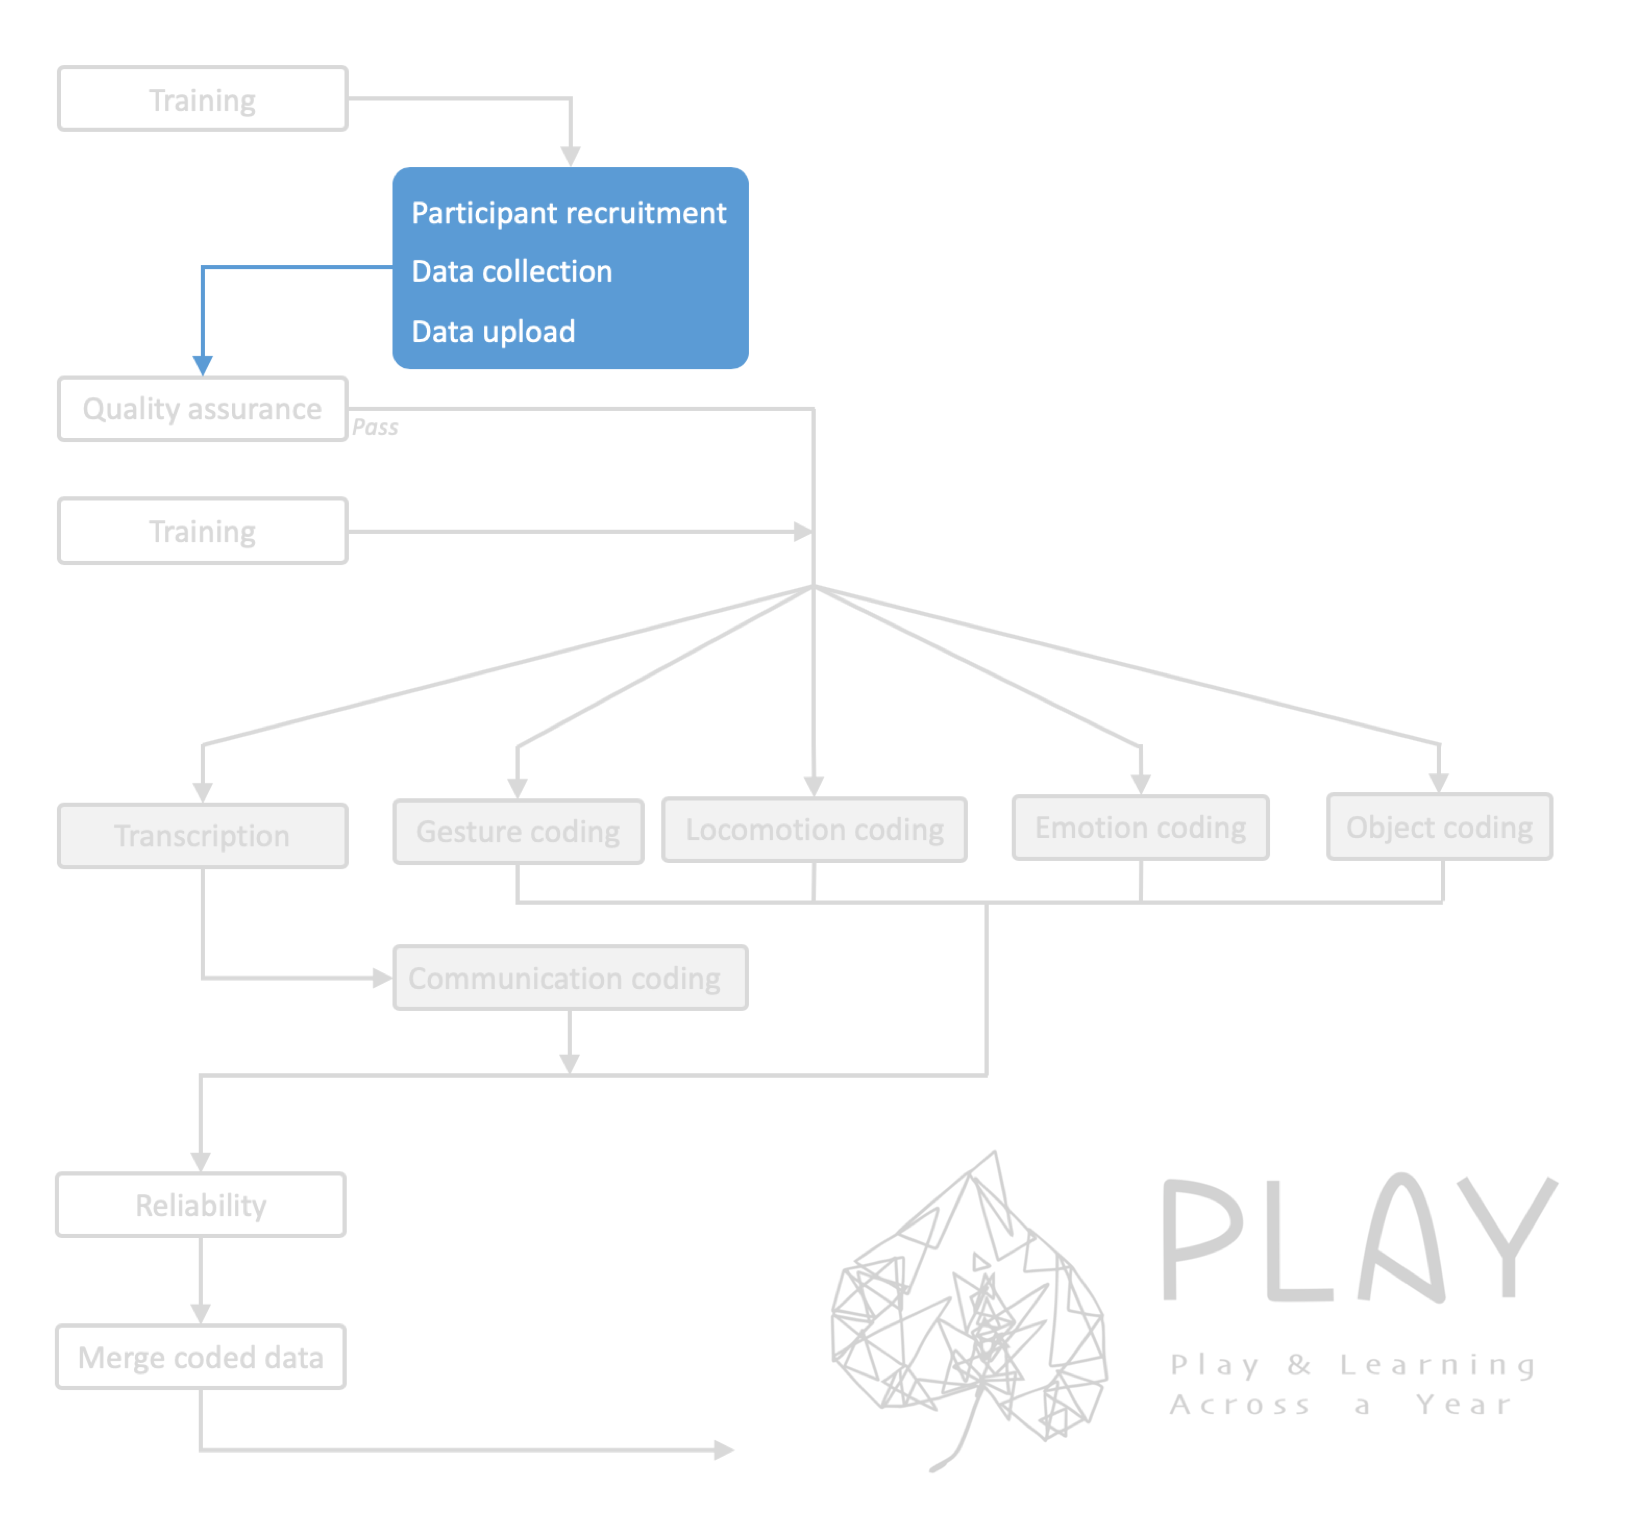 Training
Participant recruitment
Data collection
Data upload
Quality assurance
Pass
Training
Transcription
Gesture coding
Locomotion coding
Emotion coding
Object coding
Communication coding
Reliability
Merge coded data
PLAY
Play & Learning
Across a Year